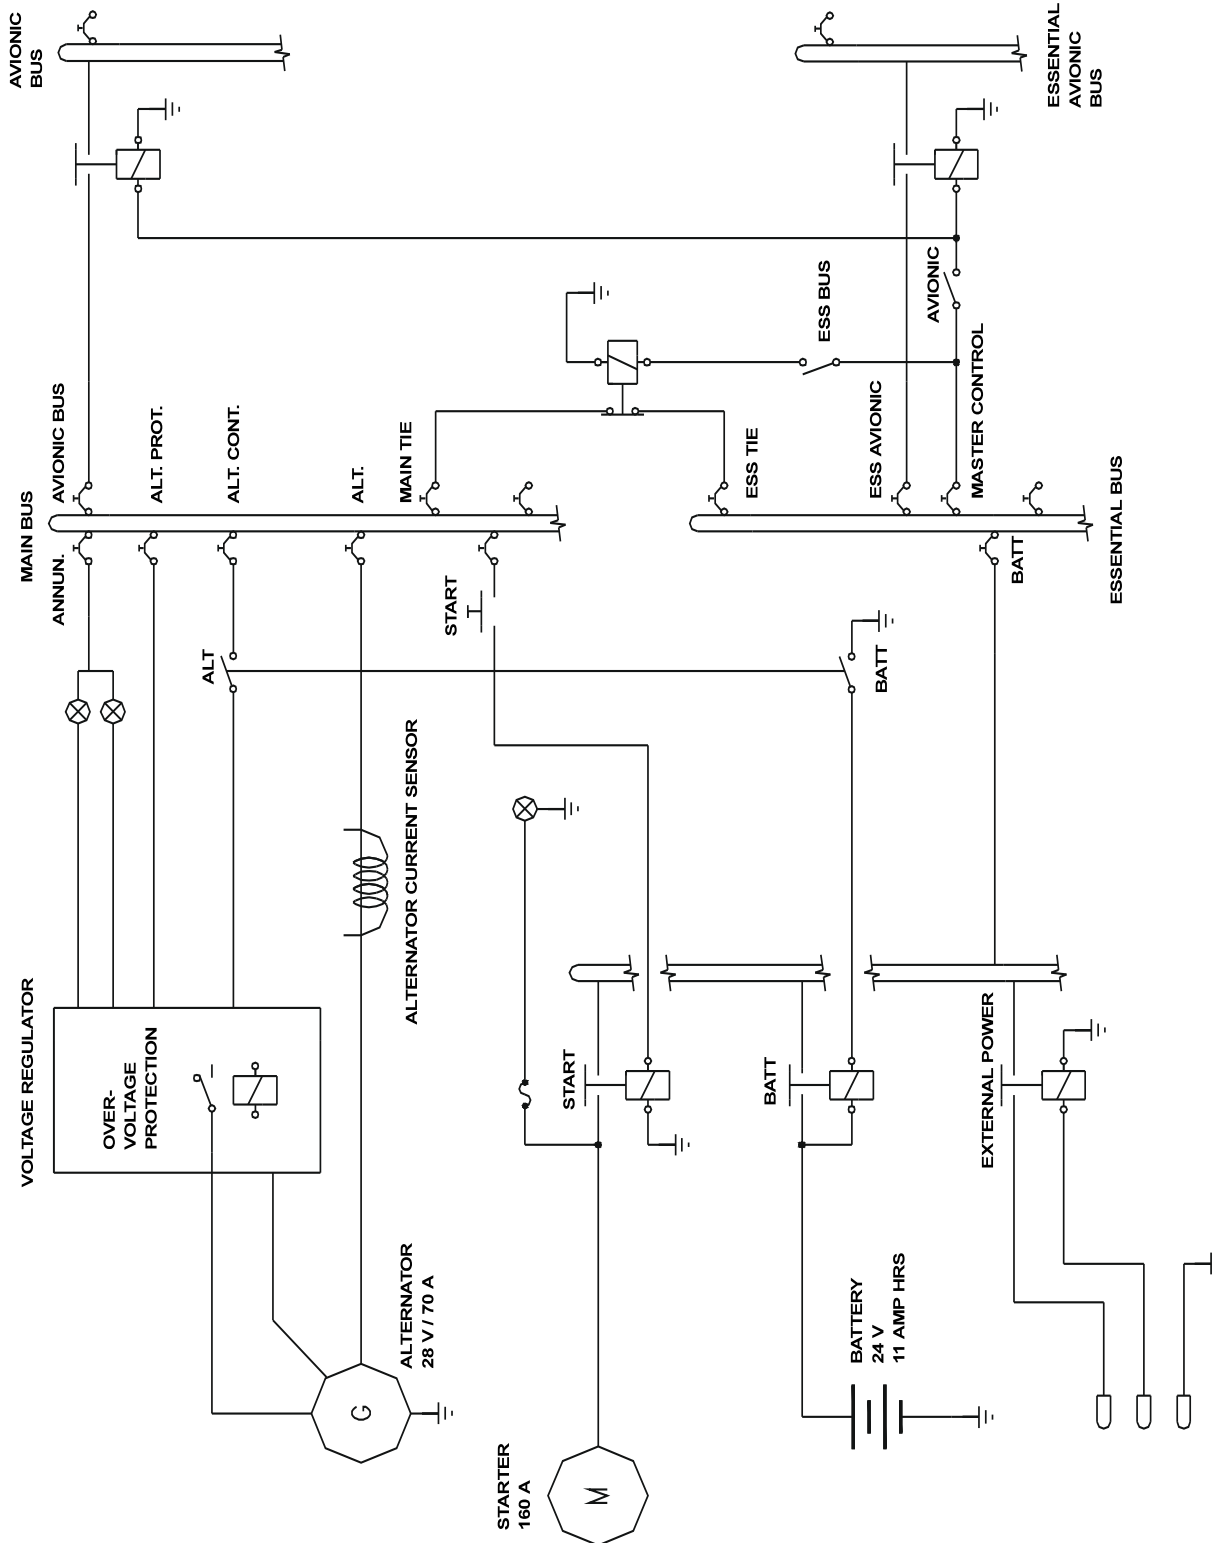 AVIONIC
BUS
ESSENTIAL
AVIONIC
BUS
MAIN BUS
AVIONIC BUS
ALT. PROT.
ALT. CONT.
ALT.
MAIN TIE
ESS TIE
ESS BUS
ESS AVIONIC
AVIONIC
MASTER CONTROL
ESSENTIAL BUS
ANNUN.
ALT
START
BATT
BATT
ALTERNATOR CURRENT SENSOR
VOLTAGE REGULATOR
OVER-
VOLTAGE
PROTECTION
START
BATT
EXTERNAL POWER
ALTERNATOR
28 V / 70 A
G
STARTER
160 A
M
BATTERY
24 V
11 AMP HRS